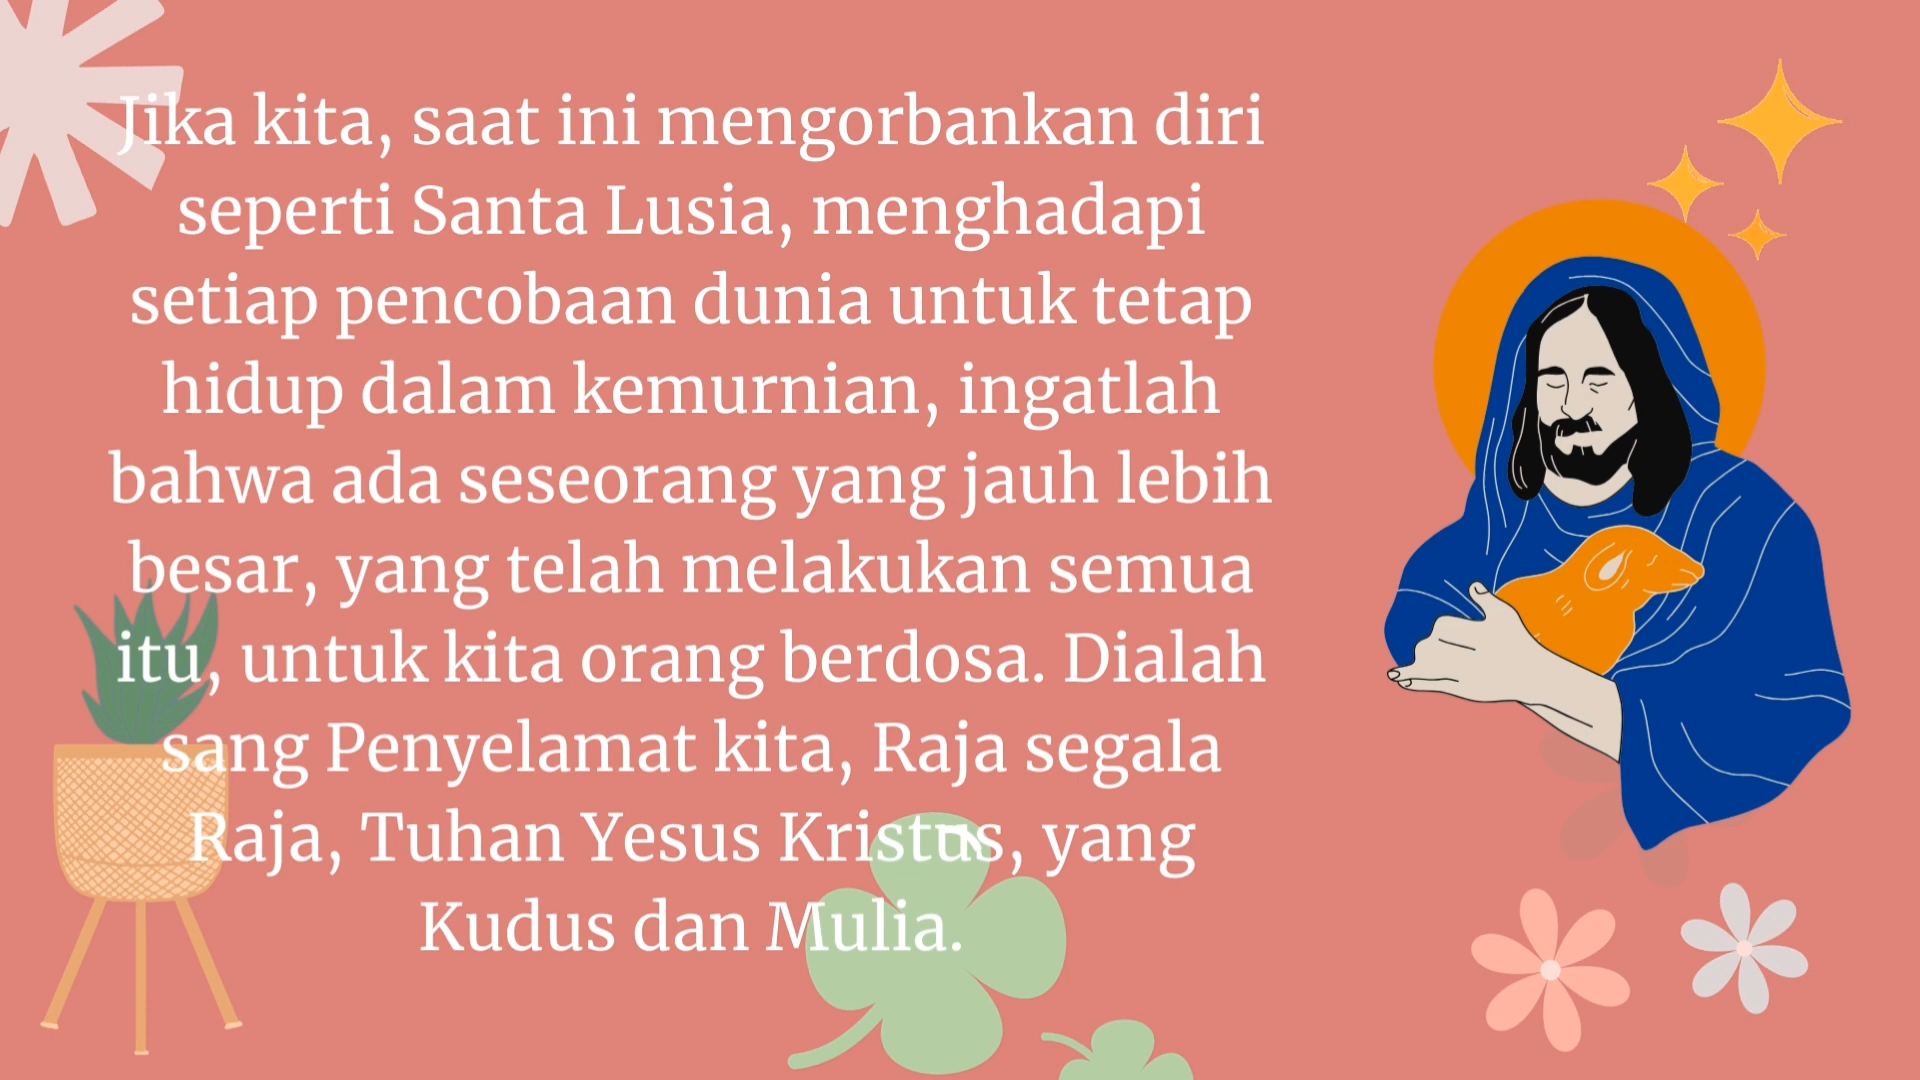 Jika kita, saat ini mengorbankan diri
seperti Santa Lusia, menghadapi
setiap pencobaan dunia untuk tetap
hidup dalam kemurnian, ingatlah
bahwa ada seseorang yang jauh lebih
besar, yang telah melakukan semua
itu, untuk kita orang berdosa. Dialah
sang Penyelamat kita, Raja segala
Raja, Tuhan Yesus Kristus, yang
Kudus dan Mulia.